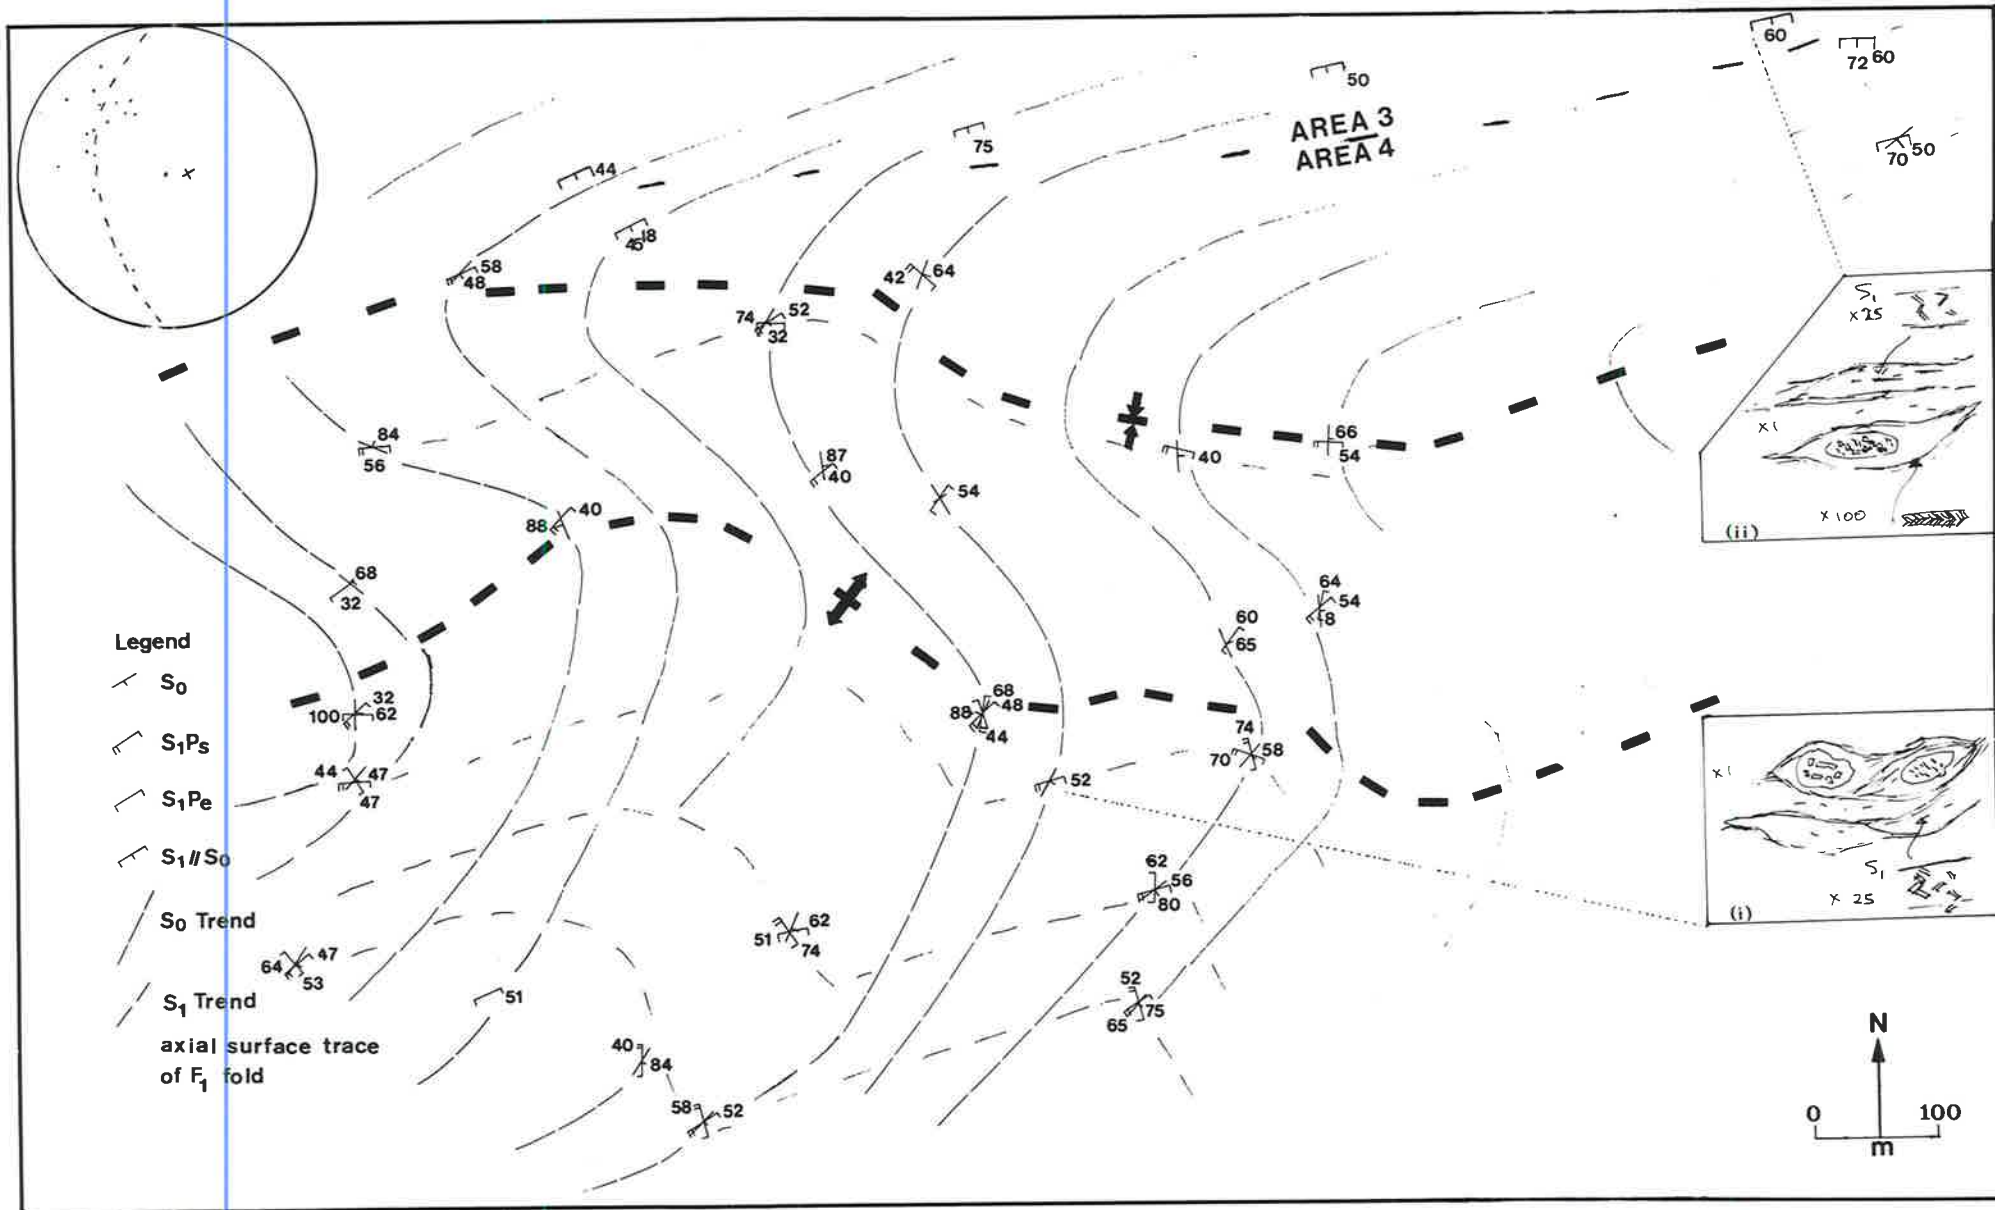 x
60
72 60
50
AREA 3
AREA 4
75
70 50
44
58
48
42 64
74 52
32
S₁
x 25
x 1
x 100
(ii)
84
56
87
40
40
66
54
54
88 40
68
32
64
54
60
65
Legend
S₀
S₁Ps
S₁Pe
S₁//S₀
S₀ Trend
S₁ Trend
axial surface trace
of F₁ fold
32
100 62
44 47
47
68
88 48
44
74
70 58
52
x 1
S₁
x 25
(i)
62
56
80
62
51
74
47
64
53
51
52
75
65
40
84
58 52
N
0 100
m